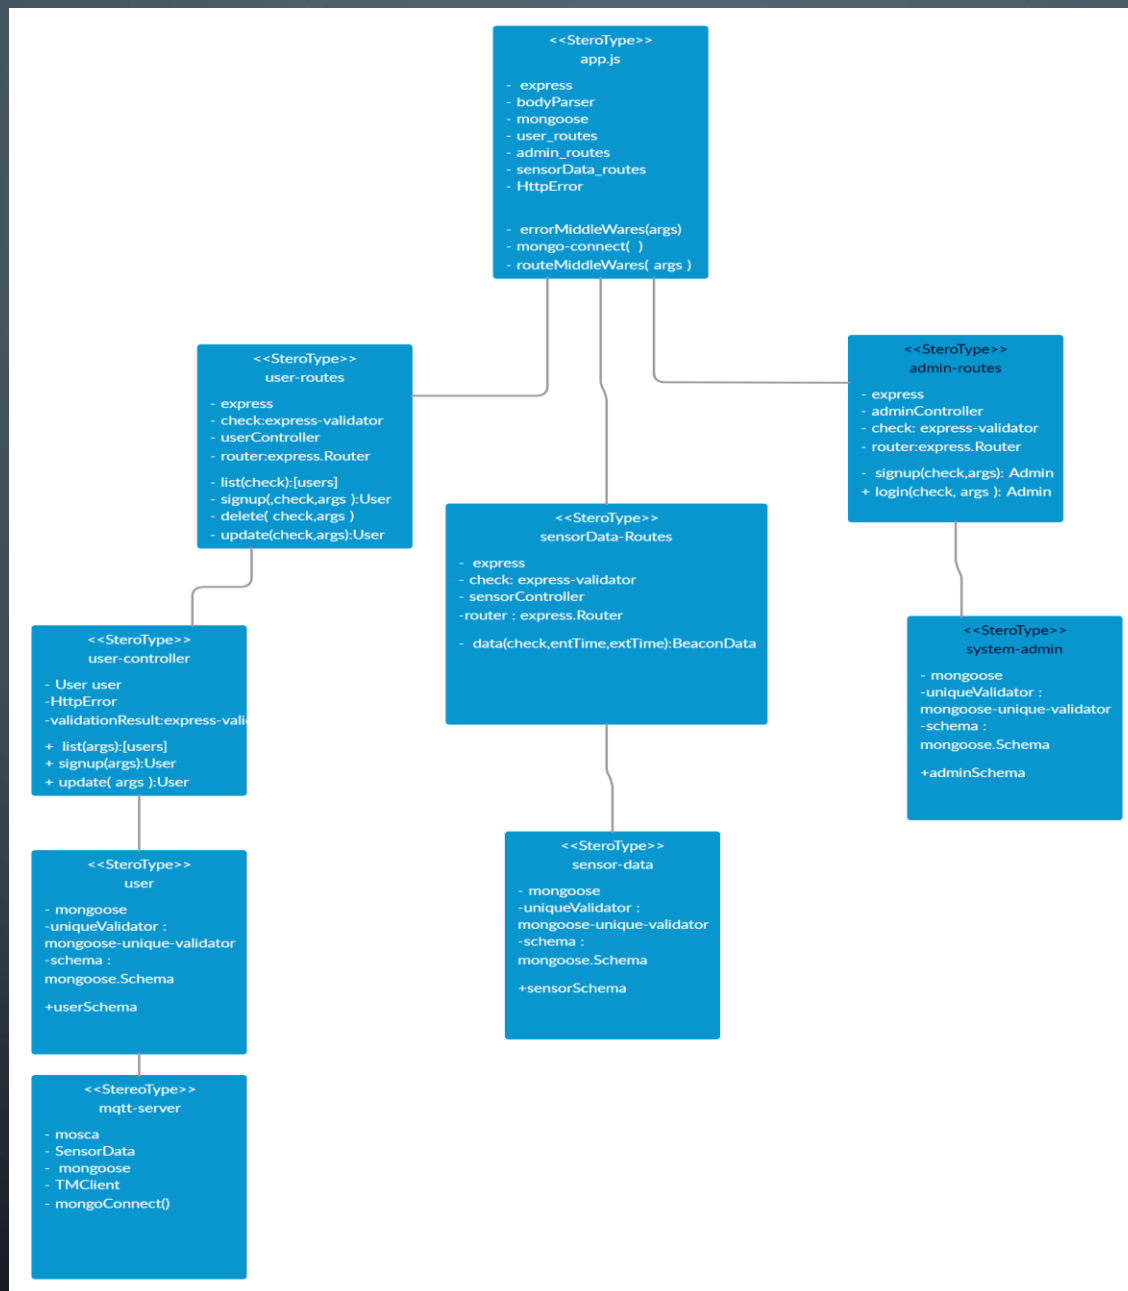 <<SteroType>>
app.js
- express
- bodyParser
- mongoose
- user_routes
- admin_routes
- sensorData_routes
- HttpError
- errorMiddleWares(args)
- mongo-connect( )
- routeMiddleWares( args )
<<SteroType>>
user-routes
- express
- check:express-validator
- userController
- router:express.Router
- list(check):[users]
- signup(,check,args ):User
- delete( check,args )
- update(check,args):User
<<SteroType>>
admin-routes
- express
- adminController
- check: express-validator
- router:express.Router
- signup(check,args): Admin
+ login(check, args ): Admin
<<SteroType>>
sensorData-Routes
- express
- check: express-validator
- sensorController
-router : express.Router
- data(check,entTime,extTime):BeaconData
<<SteroType>>
user-controller
- User user
-HttpError
-validationResult:express-vali
+ list(args):[users]
+ signup(args):User
+ update( args ):User
<<SteroType>>
system-admin
- mongoose
-uniqueValidator :
mongoose-unique-validator
-schema :
mongoose.Schema
+adminSchema
<<SteroType>>
user
- mongoose
-uniqueValidator :
mongoose-unique-validator
-schema :
mongoose.Schema
+userSchema
<<SteroType>>
sensor-data
- mongoose
-uniqueValidator :
mongoose-unique-validator
-schema :
mongoose.Schema
+sensorSchema
<<StereoType>>
mqtt-server
- mosca
- SensorData
- mongoose
- TMClient
- mongoConnect()